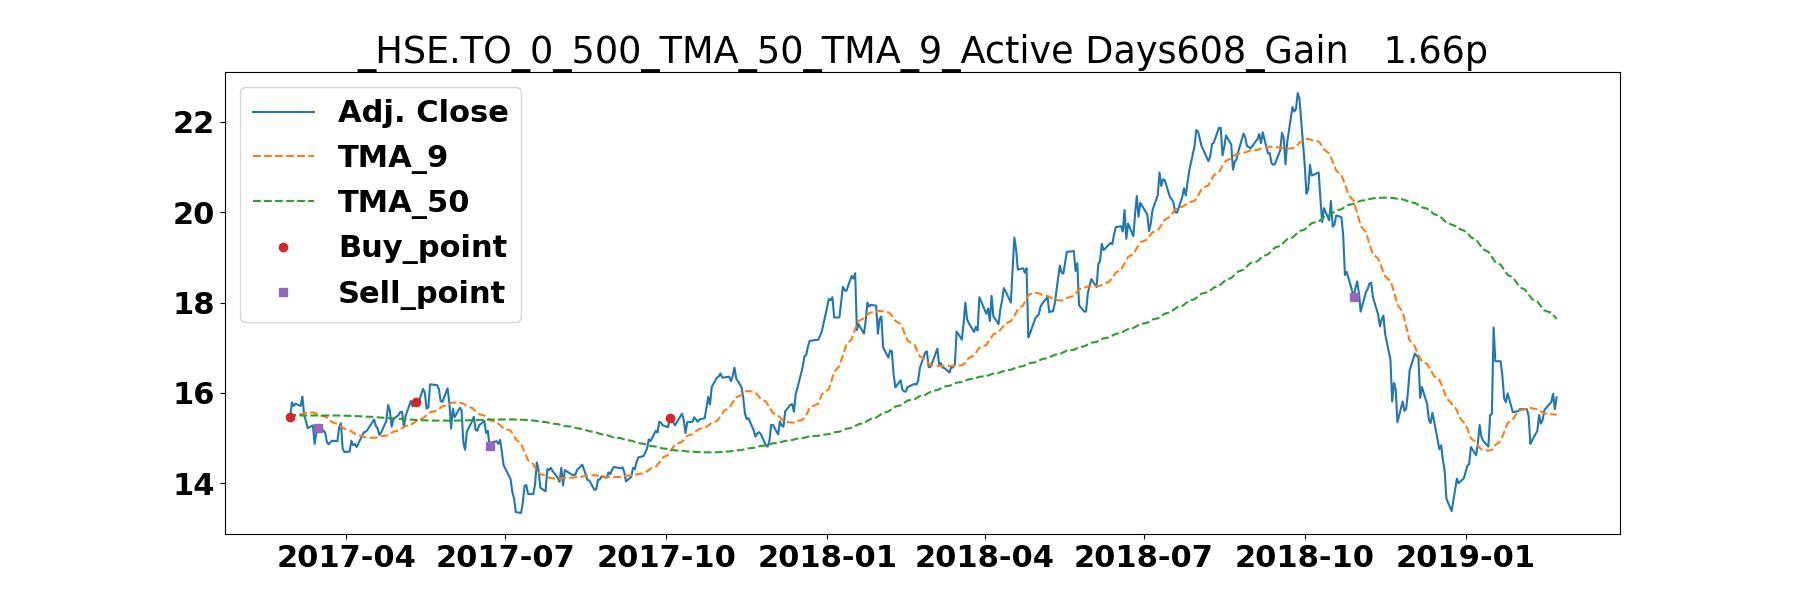 _HSE.TO_0_500_TMA_50_TMA_9_Active Days608_Gain   1.66p
Adj. Close
TMA_9
TMA_50
Buy_point
Sell_point
22
20
18
16
14
2017-04 2017-07 2017-10 2018-01 2018-04 2018-07 2018-10 2019-01